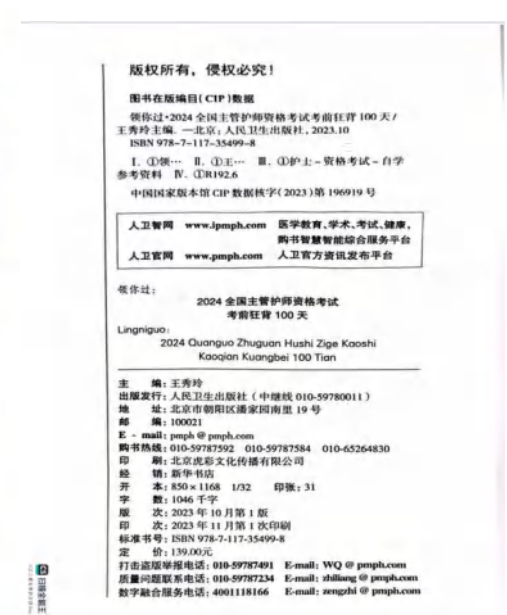 版权所有，侵权必究！
图书在版编目(CIP)数据
领你过·2024全国主管护师资格考试考前狂背100天/
王秀玲主编. —北京：人民卫生出版社，2023.10
ISBN 978-7-117-35499-8
Ⅰ. ①领… Ⅱ. ①王… Ⅲ. ①护士－资格考试－自学
参考资料 Ⅳ. ①R192.6
中国国家版本馆CIP数据核字(2023)第196919号
人卫智网 www.ipmph.com 医学教育、学术、考试、健康，
购书智慧智能综合服务平台
人卫官网 www.pmph.com 人卫官方资讯发布平台
领你过：
2024全国主管护师资格考试
考前狂背100天
Lingniguo：
2024 Quanguo Zhuguan Hushi Zige Kaoshi
Kaoqian Kuangbei 100 Tian
主 编：王秀玲
出版发行：人民卫生出版社（中继线 010-59780011）
地 址：北京市朝阳区潘家园南里19号
邮 编：100021
E - mail：pmph @ pmph.com
购书热线：010-59787592 010-59787584 010-65264830
印 刷：北京虎彩文化传播有限公司
经 销：新华书店
开 本：850×1168 1/32 印张：31
字 数：1046千字
版 次：2023年10月第1版
印 次：2023年11月第1次印刷
标准书号：ISBN 978-7-117-35499-8
定 价：139.00元
打击盗版举报电话：010-59787491 E-mail：WQ @ pmph.com
质量问题联系电话：010-59787234 E-mail：zhiliang @ pmph.com
数字融合服务电话：4001118166 E-mail：zengzhi @ pmph.com
扫描全能王